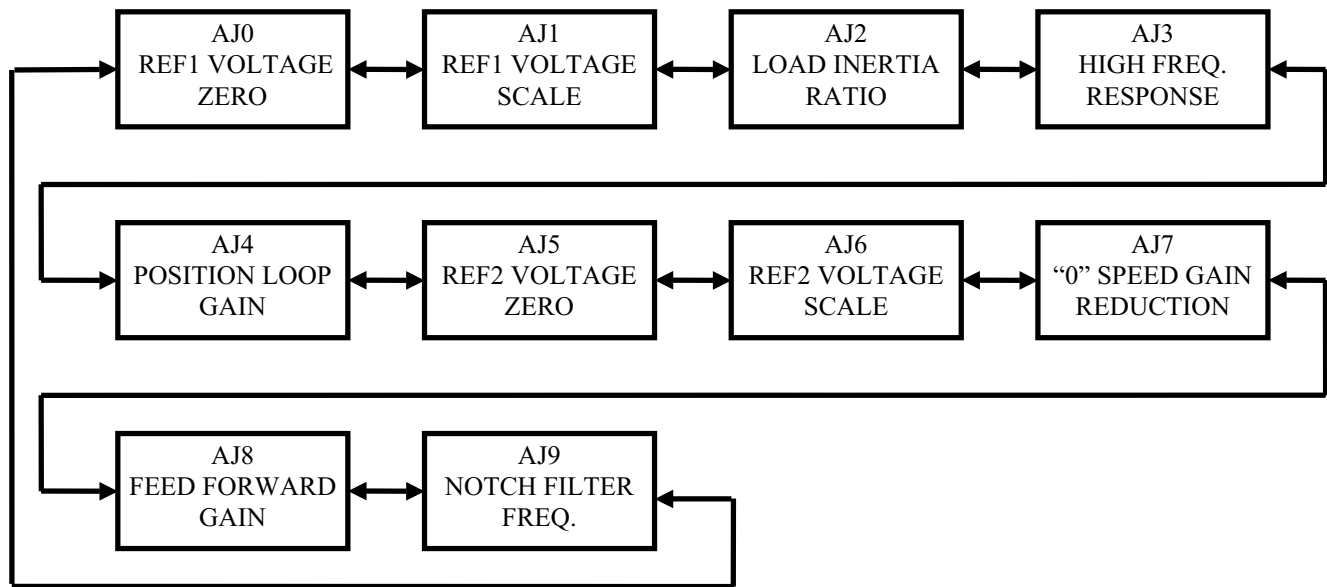 AJ0
REF1 VOLTAGE
ZERO
AJ1
REF1 VOLTAGE
SCALE
AJ2
LOAD INERTIA
RATIO
AJ3
HIGH FREQ.
RESPONSE
AJ4
POSITION LOOP
GAIN
AJ5
REF2 VOLTAGE
ZERO
AJ6
REF2 VOLTAGE
SCALE
AJ7
“0” SPEED GAIN
REDUCTION
AJ8
FEED FORWARD
GAIN
AJ9
NOTCH FILTER
FREQ.